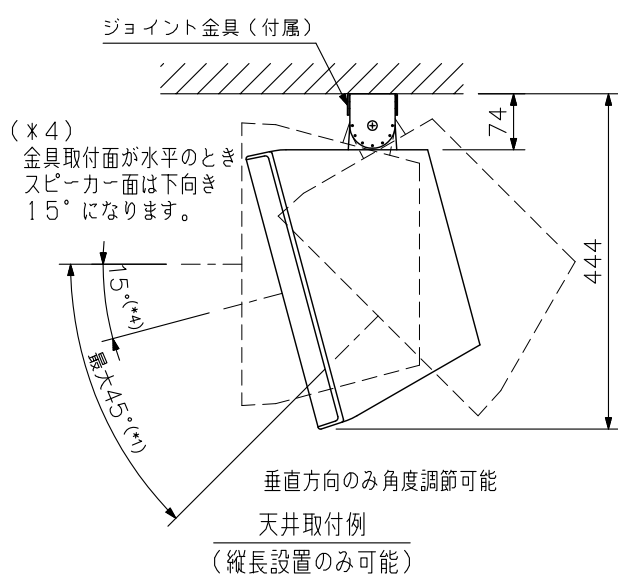 ジョイント金具(付属)
74
444
(*4)
金具取付面が水平のとき
スピーカー面は下向き
15°になります。
15°(*4)
最大45°(*1)
垂直方向のみ角度調節可能
天井取付例
(縦長設置のみ可能)